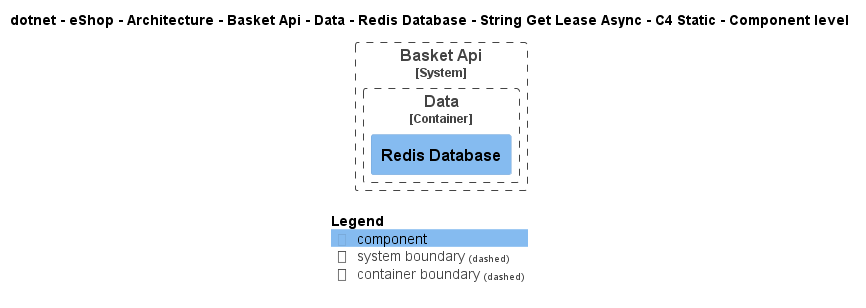 dotnet - eShop - Architecture - Basket Api - Data - Redis Database - String Get Lease Async - C4 Static - Component level
Basket Api
[System]
Data
[Container]
Redis Database
Legend
component
system boundary (dashed)
container boundary (dashed)